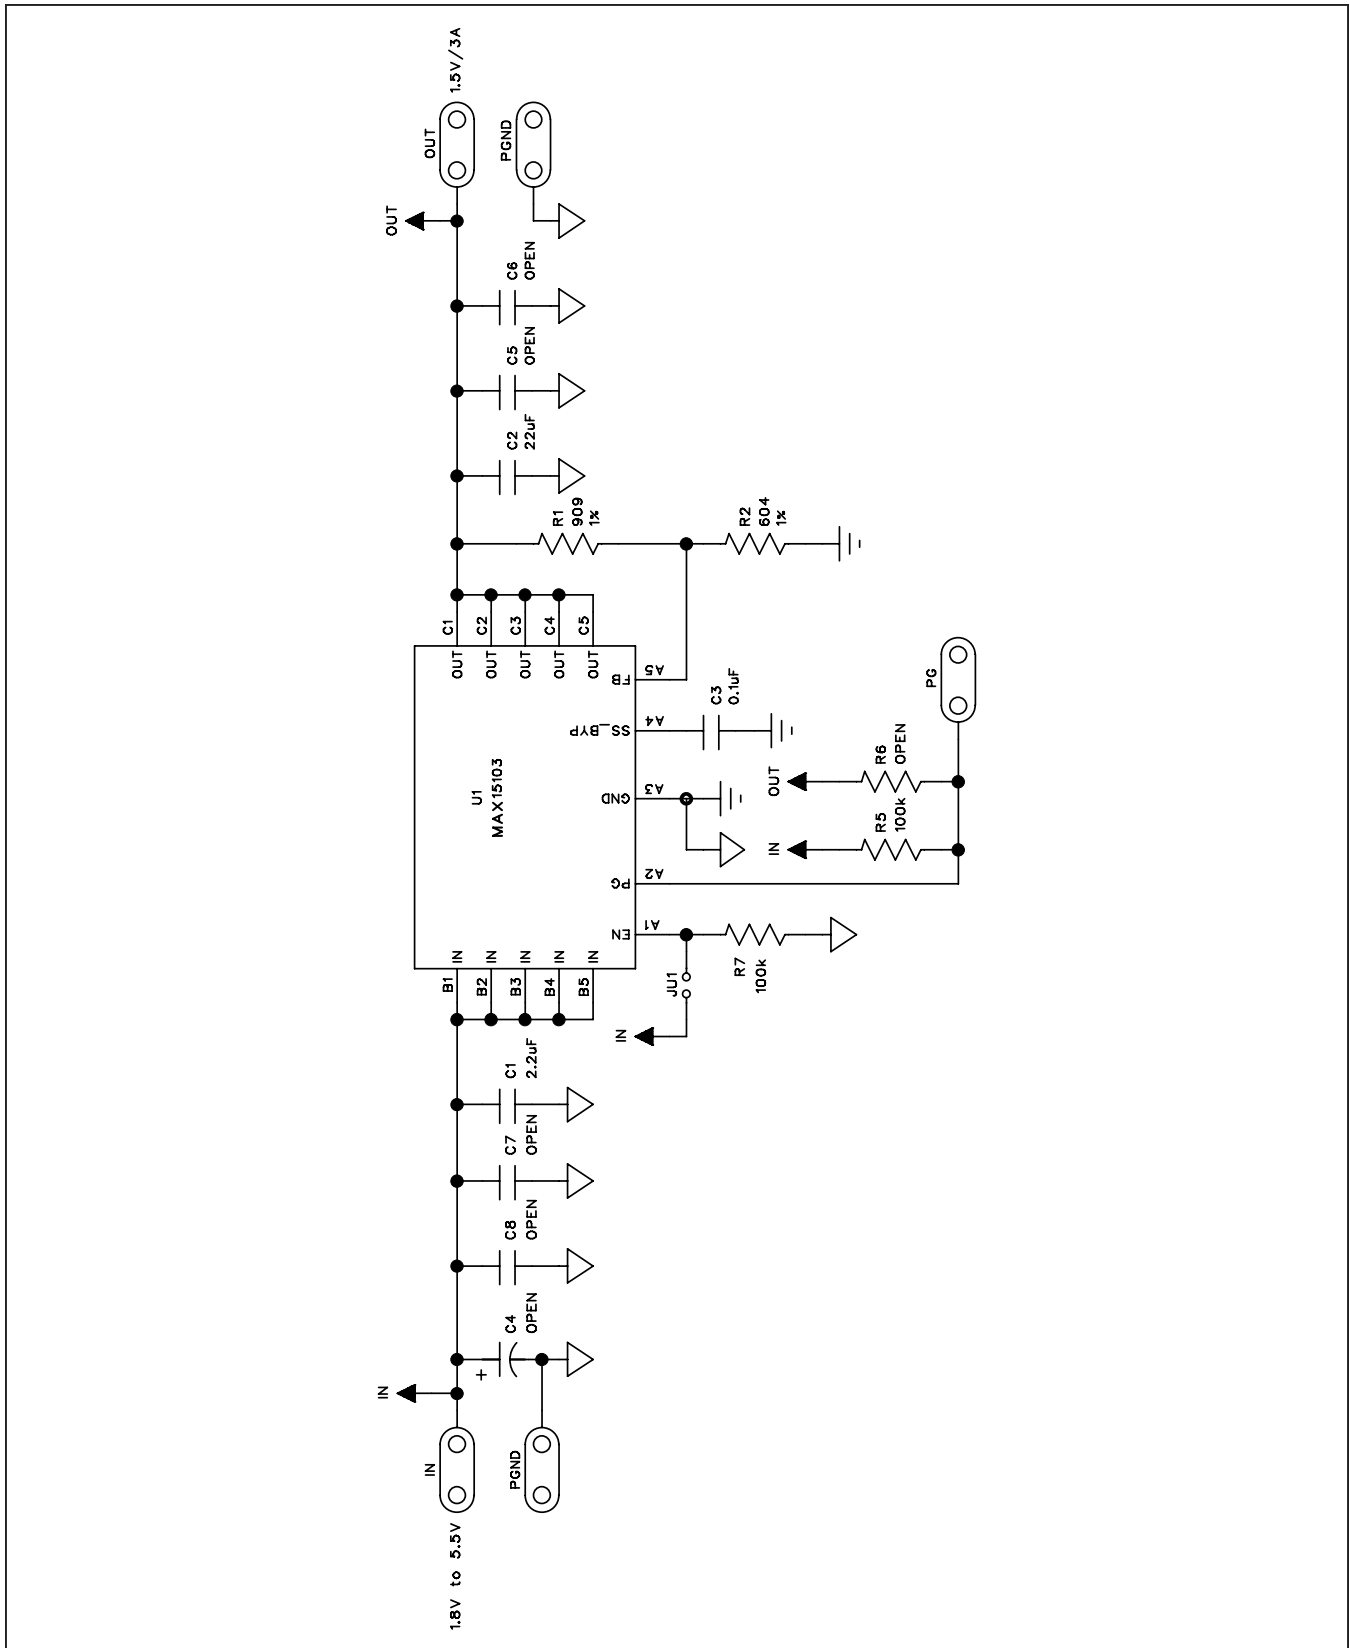 1.8V to 5.5V
IN
PGND
IN
+
C4
OPEN
C8
OPEN
C7
OPEN
C1
2.2uF
B1
B2
B3
B4
B5
IN
IN
IN
IN
IN
U1
MAX15103
EN
PG
GND
SS_BYP
FB
A1
A2
A3
A4
A5
OUT
OUT
OUT
OUT
OUT
C1
C2
C3
C4
C5
IN
JU1
R7
100k
IN
R5
100k
OUT
R6
OPEN
PG
C3
0.1uF
R1
909
1%
R2
604
1%
C2
22uF
C5
OPEN
C6
OPEN
OUT
OUT
PGND
1.5V/3A